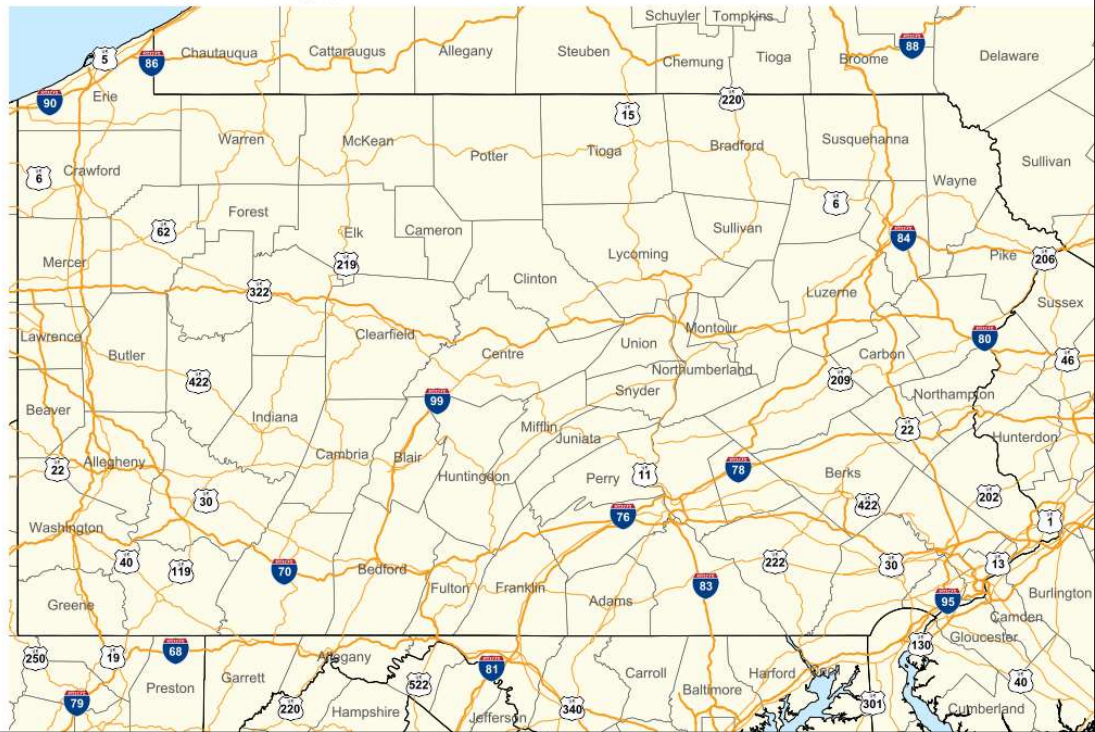 Schuyler Tompkins
Chautauqua Cattaraugus Allegany Steuben Chemung Tioga Broome 88 Delaware
5 86
90 Erie 220
15
Warren McKean Potter Tioga Bradford Susquehanna
6 Crawford Sullivan
Wayne
62 Forest Elk Cameron Sullivan 6
84
Mercer 219 Clinton Lycoming Pike 206
322 Luzerne Sussex
Lawrence Clearfield Montour
Butler Centre Union 80
Carbon 46
422 Snyder Northumberland 209
99 Northampton
Beaver Indiana Mifflin 22
Juniata Hunterdon
22 Allegheny Cambria Blair Huntingdon Perry 11 78 Berks
30 422 202
Washington 76 1
40 119 70 Bedford 222 30 13
Greene Fulton Franklin Adams 83 95 Burlington
Camden
Gloucester
250 19 68 Allegany 130
Preston Garrett 81 Carroll Harford Cecil
79 522 Baltimore 40
220 Hampshire Jefferson 340 301 Cumberland